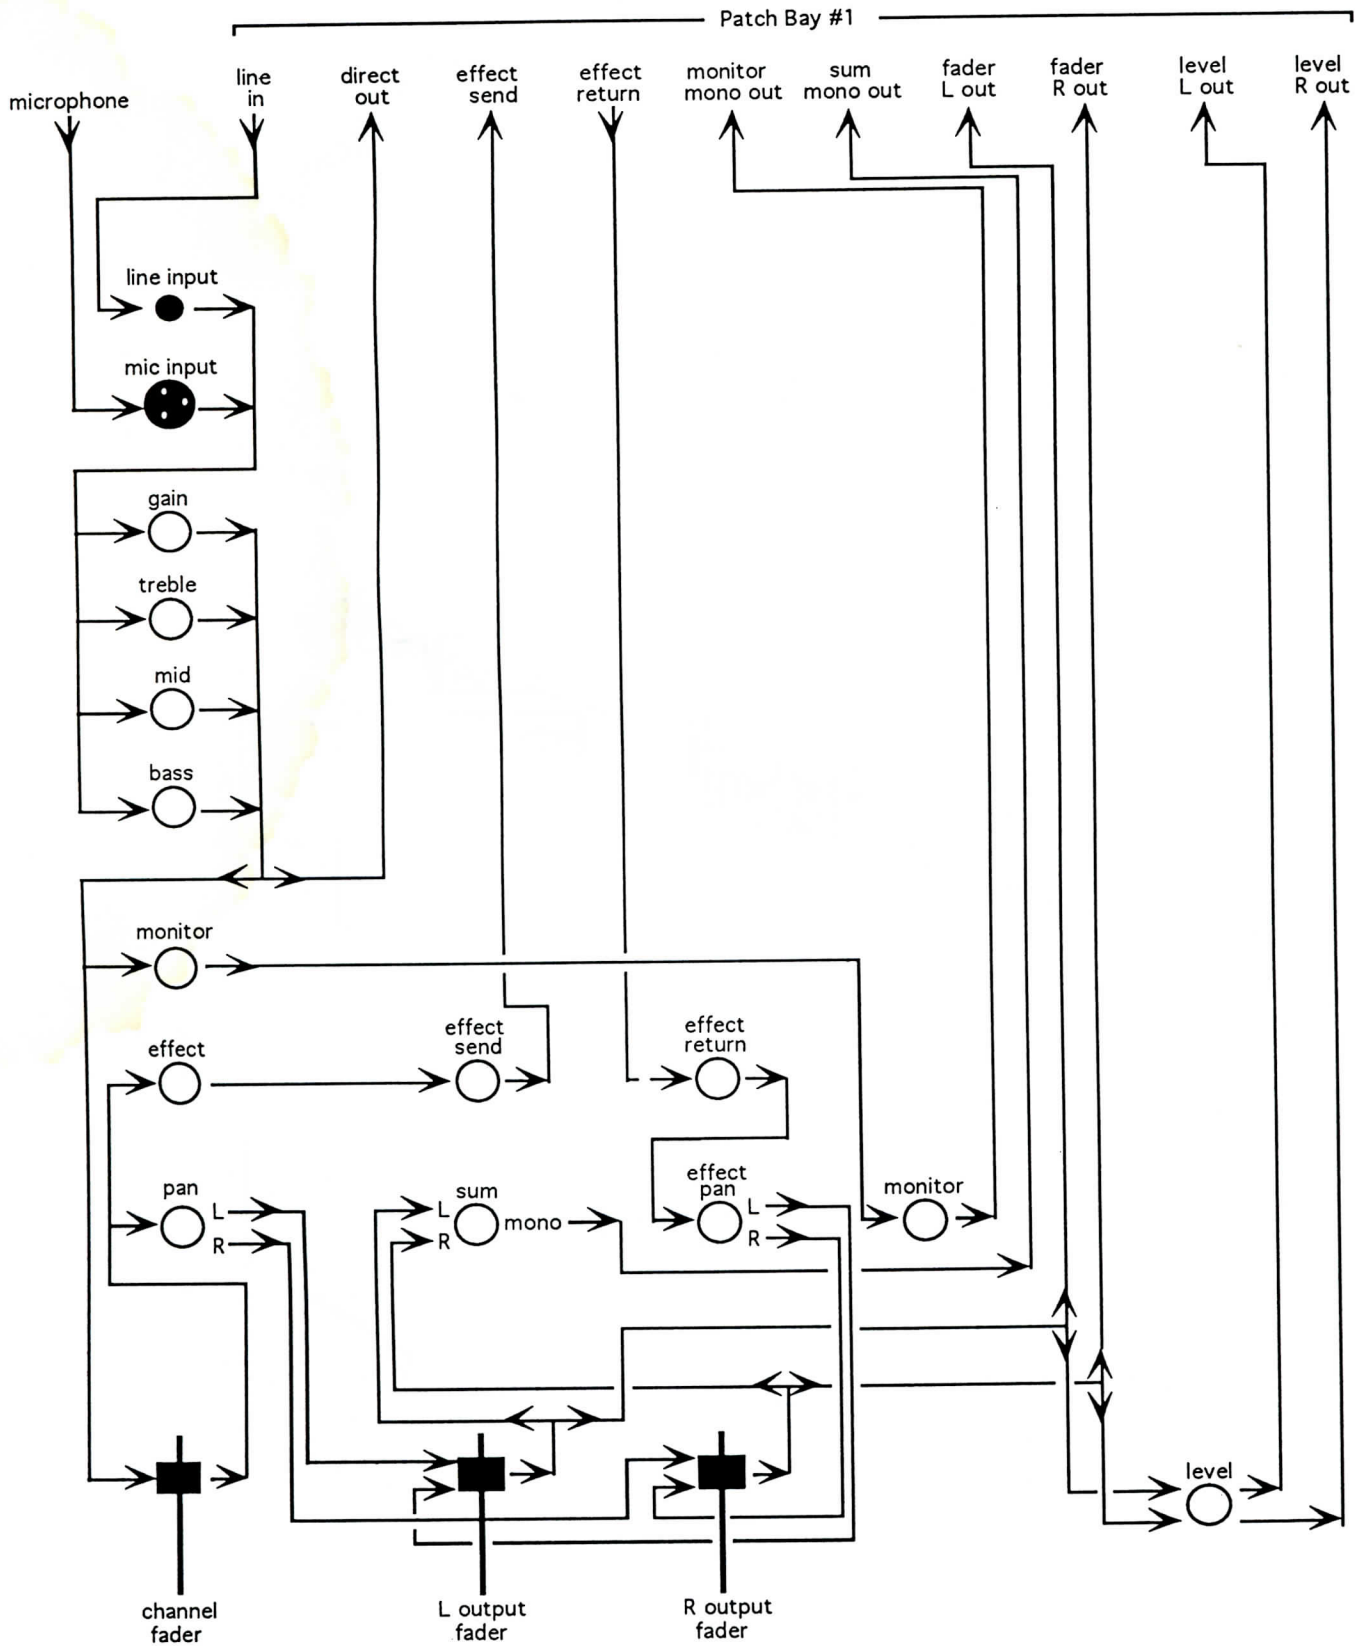 Patch Bay #1
microphone
line
in
direct
out
effect
send
effect
return
monitor
mono out
sum
mono out
fader
L out
fader
R out
level
L out
level
R out
line input
mic input
gain
treble
mid
bass
monitor
effect
effect
send
effect
return
pan
L
R
sum
L
R
mono
effect
pan
L
R
monitor
level
channel
fader
L output
fader
R output
fader